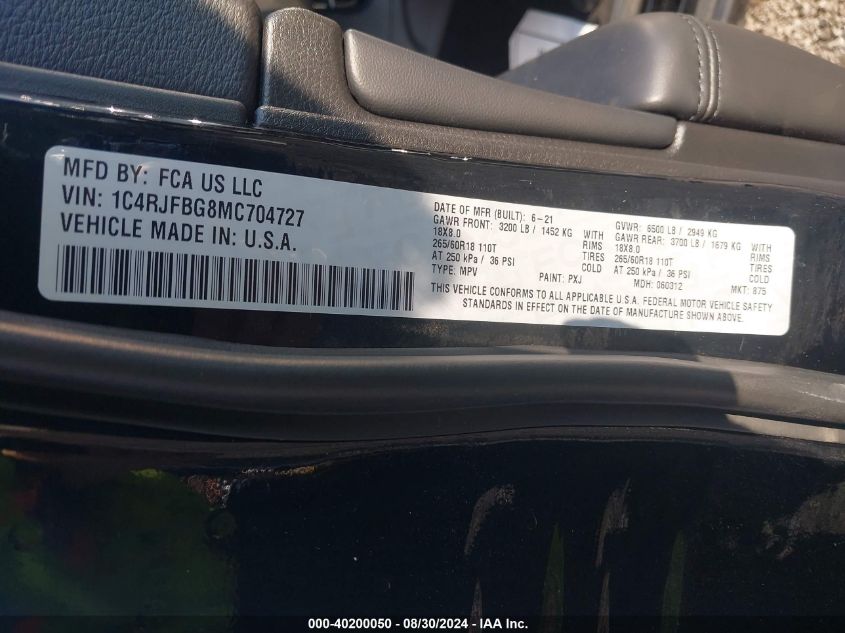 MFD BY: FCA US LLC
VIN: 1C4RJFBG8MC704727
VEHICLE MADE IN: U.S.A.
DATE OF MFR (BUILT): 6-21
GAWR FRONT: 3200 LB / 1452 KG WITH
18X8.0 RIMS
265/60R18 110T TIRES
AT 250 kPa / 36 PSI COLD
TYPE: MPV PAINT: PXJ
GVWR: 6500 LB / 2949 KG
GAWR REAR: 3700 LB / 1679 KG WITH
18X8.0 RIMS
265/60R18 110T TIRES
AT 250 kPa / 36 PSI COLD
MDH: 060312 MKT: 875
THIS VEHICLE CONFORMS TO ALL APPLICABLE U.S.A. FEDERAL MOTOR VEHICLE SAFETY
STANDARDS IN EFFECT ON THE DATE OF MANUFACTURE SHOWN ABOVE.
000-40200050 - 08/30/2024 - IAA Inc.